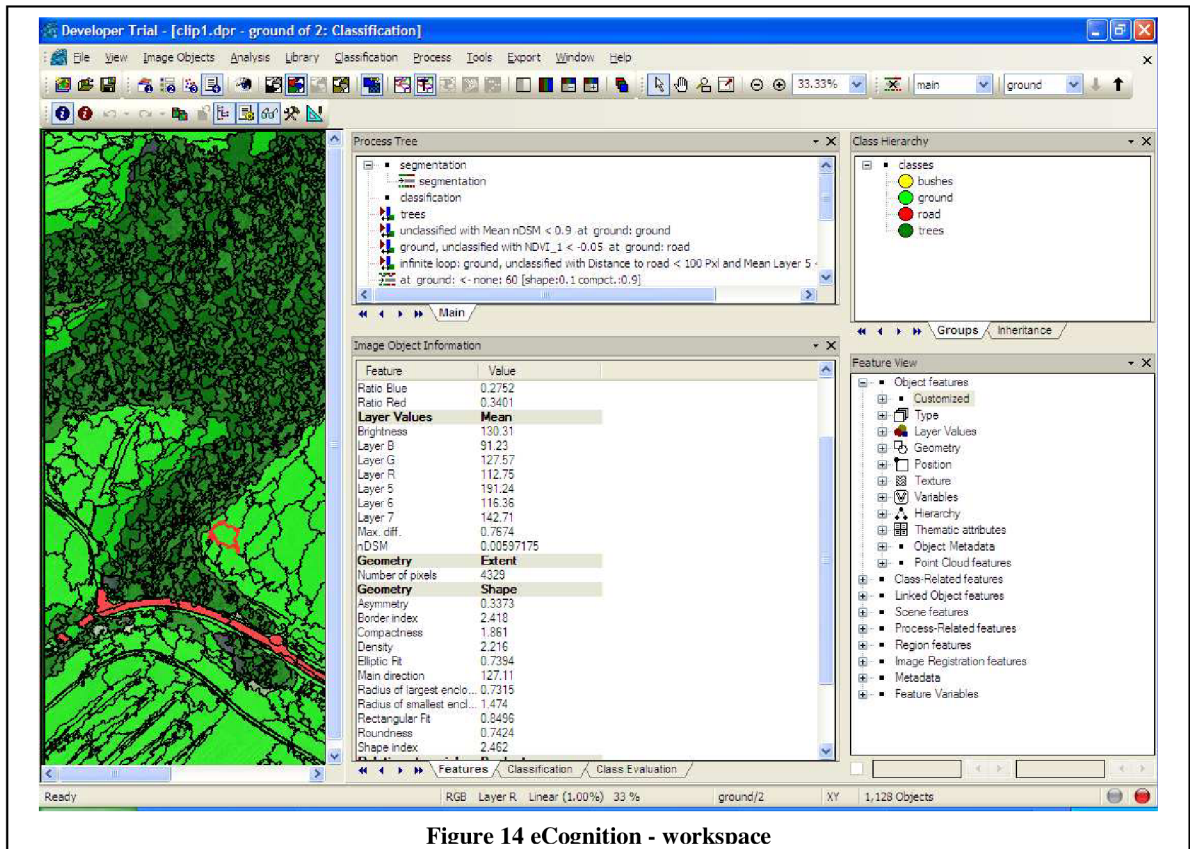 Developer Trial - [clip1.dpr - ground of 2: Classification]
File View Image Objects Analysis Library Classification Process Tools Export Window Help
33.33% main ground
Process Tree
segmentation
segmentation
classification
trees
unclassified with Mean nDSM < 0.9 at ground: ground
ground, unclassified with NDVI_1 < -0.05 at ground: road
infinite loop: ground, unclassified with Distance to road < 100 Pxl and Mean Layer 5
at ground: <- none: 60 [shape:0.1 compct.:0.9]
Main
Class Hierarchy
classes
bushes
ground
road
trees
Groups Inheritance
Image Object Information
Feature Value
Ratio Blue 0.2752
Ratio Red 0.3401
Layer Values Mean
Brightness 130.31
Layer B 91.23
Layer G 127.57
Layer R 112.75
Layer 5 191.24
Layer 6 116.36
Layer 7 142.71
Max. diff. 0.7674
nDSM 0.00597175
Geometry Extent
Number of pixels 4329
Geometry Shape
Asymmetry 0.3373
Border index 2.418
Compactness 1.861
Density 2.216
Elliptic Fit 0.7394
Main direction 127.11
Radius of largest enclo... 0.7315
Radius of smallest encl... 1.474
Rectangular Fit 0.8496
Roundness 0.7424
Shape index 2.462
Features Classification Class Evaluation
Feature View
Object features
Customized
Type
Layer Values
Geometry
Position
Texture
Variables
Hierarchy
Thematic attributes
Object Metadata
Point Cloud features
Class-Related features
Linked Object features
Scene features
Process-Related features
Region features
Image Registration features
Metadata
Feature Variables
Ready RGB Layer R Linear (1.00%) 33 % ground/2 XY 1,128 Objects
Figure 14 eCognition - workspace